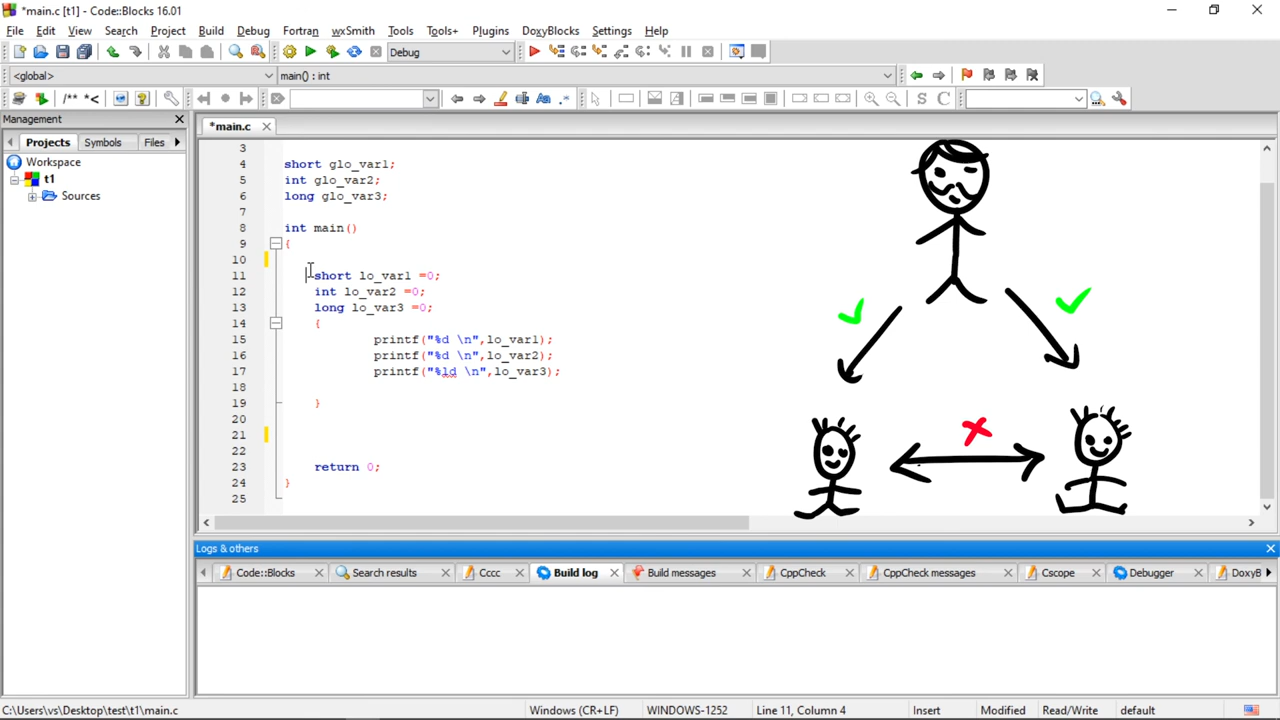 *main.c [t1] - Code::Blocks 16.01
File Edit View Search Project Build Debug Fortran wxSmith Tools Tools+ Plugins DoxyBlocks Settings Help
Debug
<global> main() : int
/** *< S C
Management *main.c
Projects Symbols Files
Workspace
t1
Sources
3
4 short glo_var1;
5 int glo_var2;
6 long glo_var3;
7
8 int main()
9 {
10
11 short lo_var1 =0;
12 int lo_var2 =0;
13 long lo_var3 =0;
14 {
15 printf("%d \n",lo_var1);
16 printf("%d \n",lo_var2);
17 printf("%ld \n",lo_var3);
18
19 }
20
21
22
23 return 0;
24 }
25
Logs & others
Code::Blocks Search results Cccc Build log Build messages CppCheck CppCheck messages Cscope Debugger DoxyB
C:\Users\vs\Desktop\test\t1\main.c Windows (CR+LF) WINDOWS-1252 Line 11, Column 4 Insert Modified Read/Write default